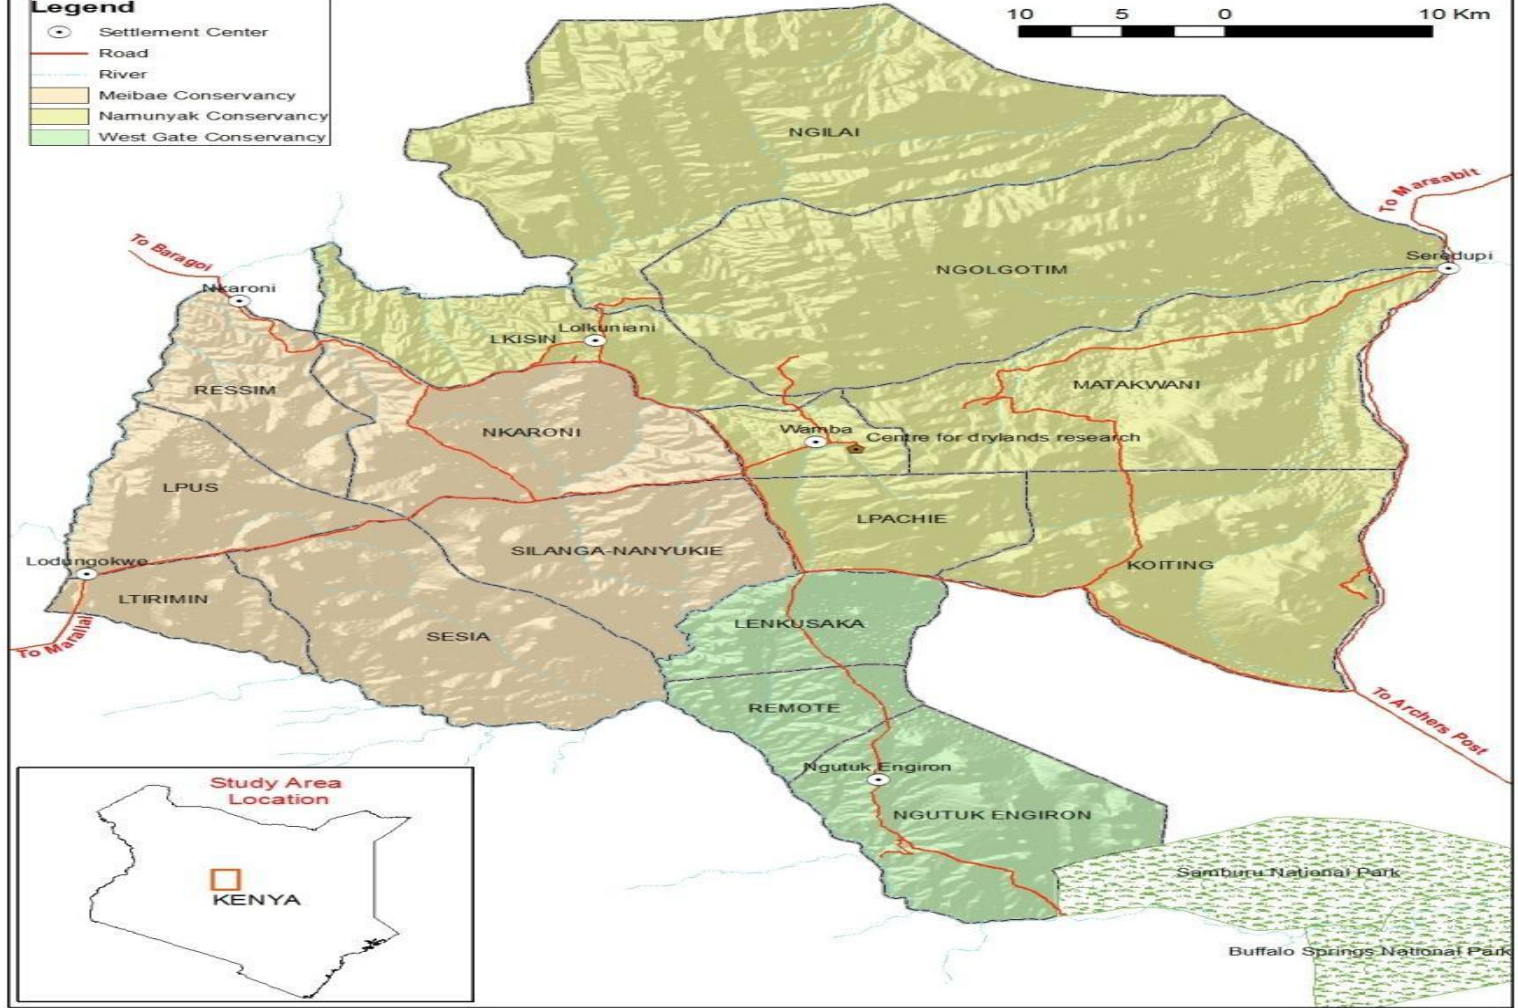 Legend
Settlement Center
Road
River
Meibae Conservancy
Namunyak Conservancy
West Gate Conservancy
10 5 0 10 Km
NGILAI
To Marsabit
To Baragoi
Seredupi
NGOLGOTIM
Nkaroni
Lolkuniani
LKISIN
RESSIM
MATAKWANI
NKARONI
Wamba
Centre for drylands research
LPUS
LPACHIE
SILANGA-NANYUKIE
Lodungokwe
KOITING
LTIRIMIN
LENKUSAKA
SESIA
To Marallal
REMOTE
To Archers Post
Ngutuk Engiron
NGUTUK ENGIRON
Study Area
Location
KENYA
Samburu National Park
Buffalo Springs National Park